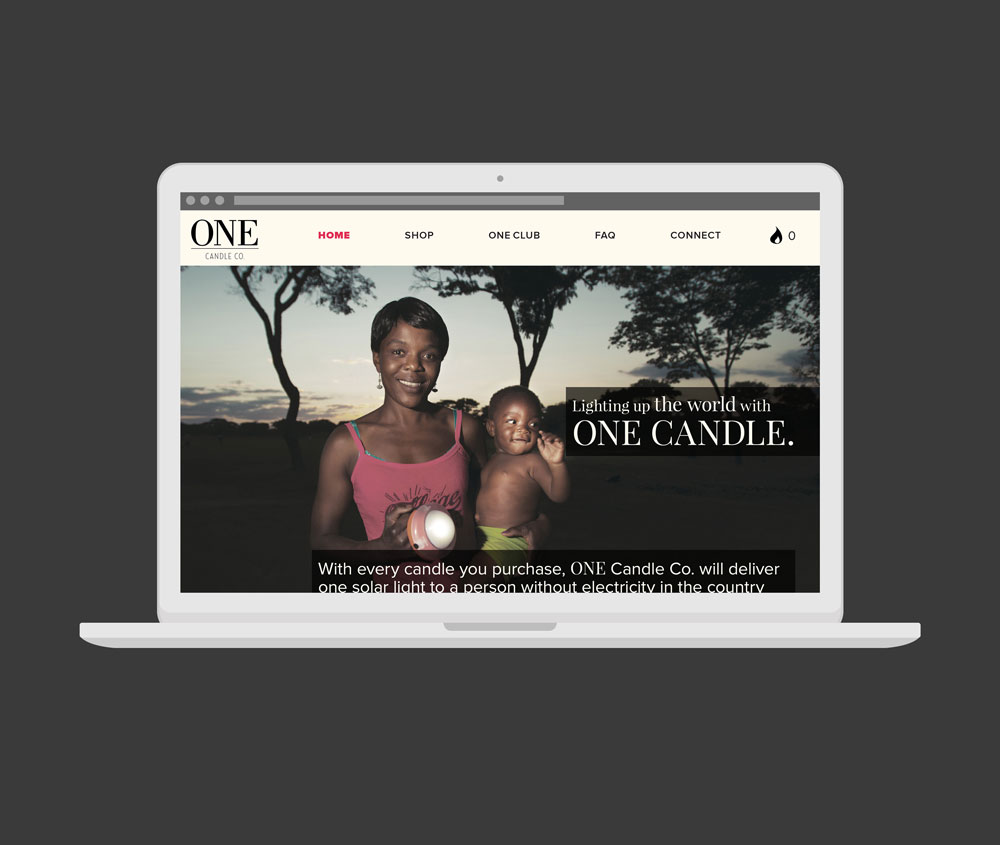 ONE
CANDLE CO.
HOME
SHOP
ONE CLUB
FAQ
CONNECT
0
Lighting up the world with
ONE CANDLE.
With every candle you purchase, ONE Candle Co. will deliver
one solar light to a person without electricity in the country